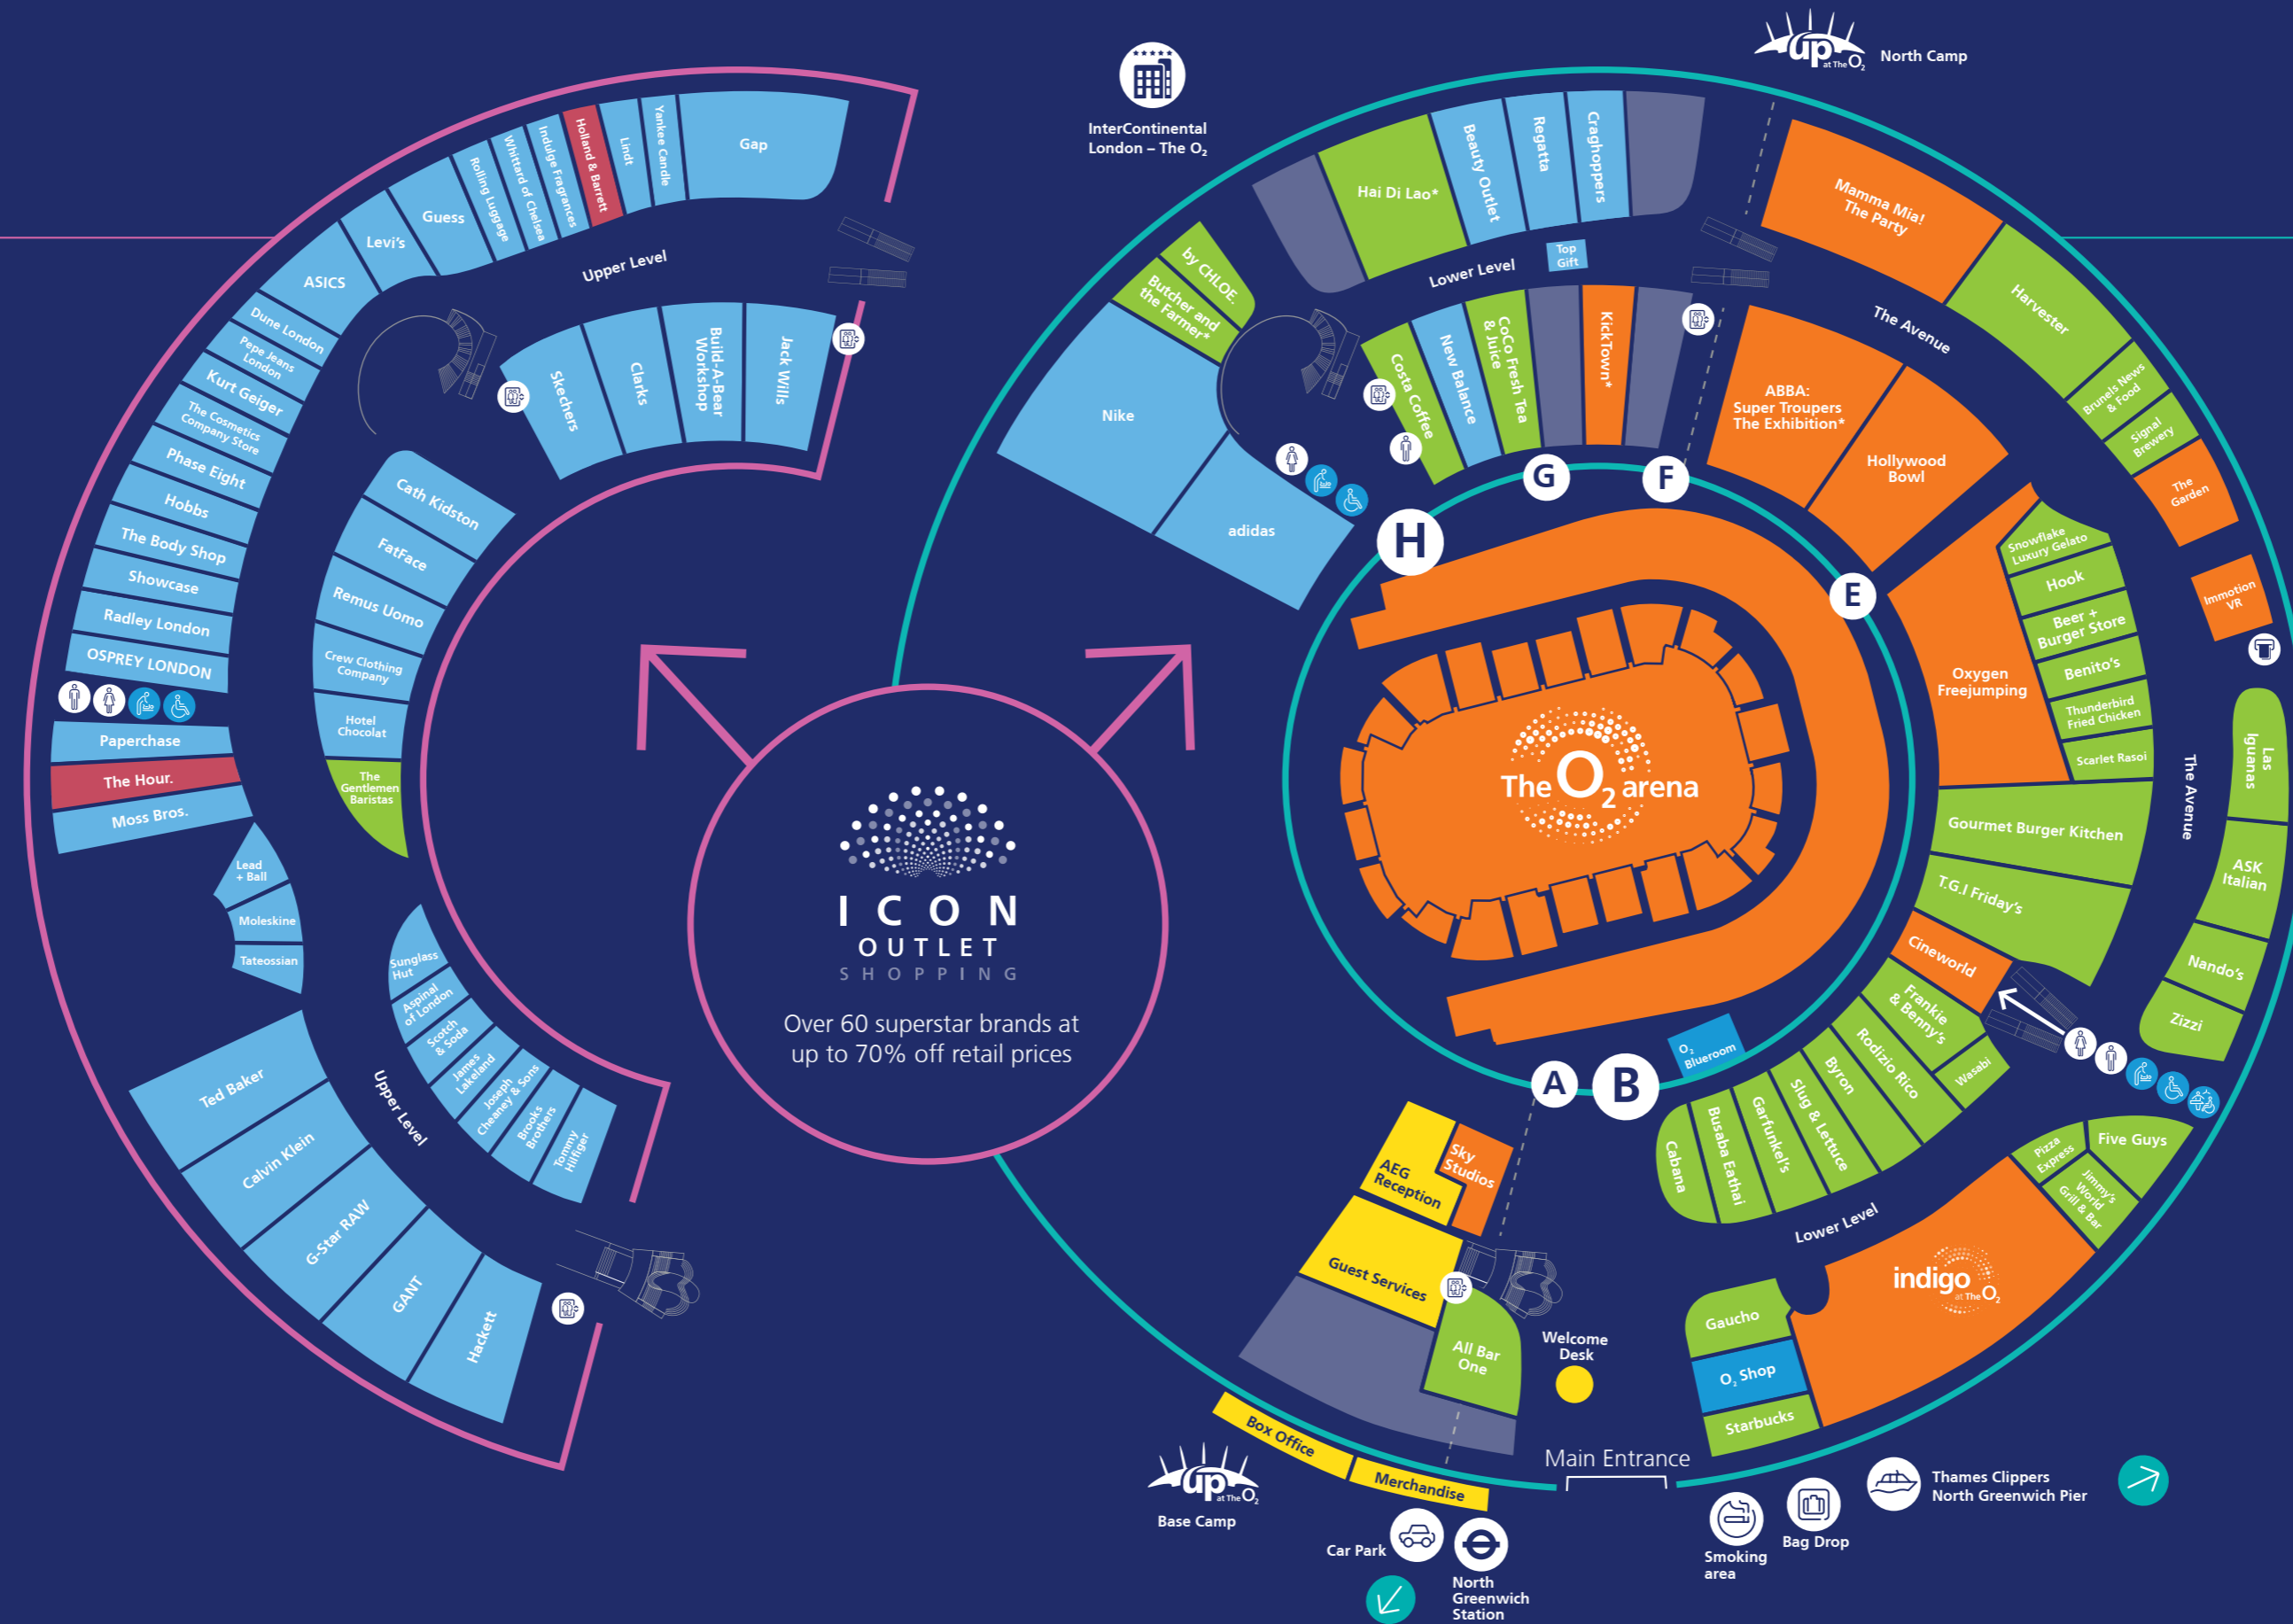 up
at The O2
North Camp
InterContinental
London – The O2
Gap
Yankee Candle
Lindt
Holland & Barrett
Indulge Fragrances
Whittard of Chelsea
Rolling Luggage
Guess
Levi’s
ASICS
Dune London
Pepe Jeans
London
Kurt Geiger
The Cosmetics
Company Store
Phase Eight
Hobbs
The Body Shop
Showcase
Radley London
OSPREY LONDON
Paperchase
The Hour.
Moss Bros.
Lead
+ Ball
Moleskine
Tateossian
Ted Baker
Calvin Klein
G-Star RAW
GANT
Hackett
Upper Level
Skechers
Clarks
Build-A-Bear
Workshop
Jack Wills
Cath Kidston
FatFace
Remus Uomo
Crew Clothing
Company
Hotel
Chocolat
The
Gentlemen
Baristas
Sunglass
Hut
Aspinal
of London
Scotch
& Soda
James
Lakeland
Joseph
Cheaney & Sons
Brooks
Brothers
Tommy
Hilfiger
Upper Level
ICON
OUTLET
SHOPPING
Over 60 superstar brands at
up to 70% off retail prices
Hai Di Lao*
Beauty Outlet
Regatta
Craghoppers
by CHLOE.
Butcher and
the Farmer*
Nike
adidas
Lower Level
Top
Gift
Costa Coffee
New Balance
CoCo Fresh Tea
& Juice
KickTown*
H
G
F
E
A
B
Mamma Mia!
The Party
Harvester
The Avenue
Brunels News
& Food
Signal
Brewery
The
Garden
Immotion
VR
ABBA:
Super Troupers
The Exhibition*
Hollywood
Bowl
Oxygen
Freejumping
Snowflake
Luxury Gelato
Hook
Beer +
Burger Store
Benito’s
Thunderbird
Fried Chicken
Scarlet Rasoi
Las
Iguanas
The Avenue
ASK
Italian
Nando’s
Zizzi
Gourmet Burger Kitchen
T.G.I Friday’s
Cineworld
Frankie
& Benny’s
Wasabi
Rodizio Rico
Byron
Slug & Lettuce
Garfunkel’s
Busaba Eathai
Cabana
The O2 arena
O2
Blueroom
Pizza
Express
Five Guys
Jimmy’s
World
Grill & Bar
Lower Level
indigo
at The O2
Gaucho
O2 Shop
Starbucks
AEG
Reception
Sky
Studios
Guest Services
All Bar
One
Welcome
Desk
Box Office
Merchandise
Main Entrance
up
at The O2
Base Camp
Car Park
North
Greenwich
Station
Smoking
area
Bag Drop
Thames Clippers
North Greenwich Pier